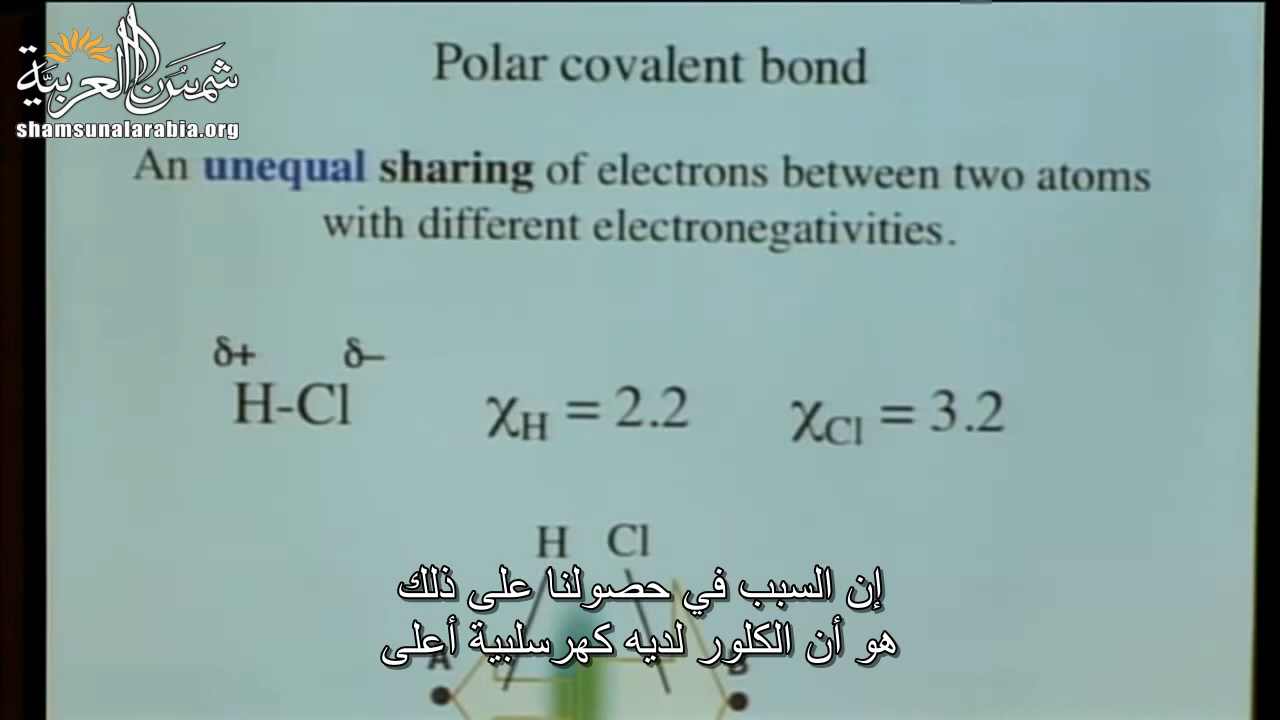 شمس العربية
shamsunalarabia.org
Polar covalent bond
An unequal sharing of electrons between two atoms
with different electronegativities.
δ+ δ–
H-Cl χH = 2.2 χCl = 3.2
H Cl
إن السبب في حصولنا على ذلك
هو أن الكلور لديه كهرسلبية أعلى
A B